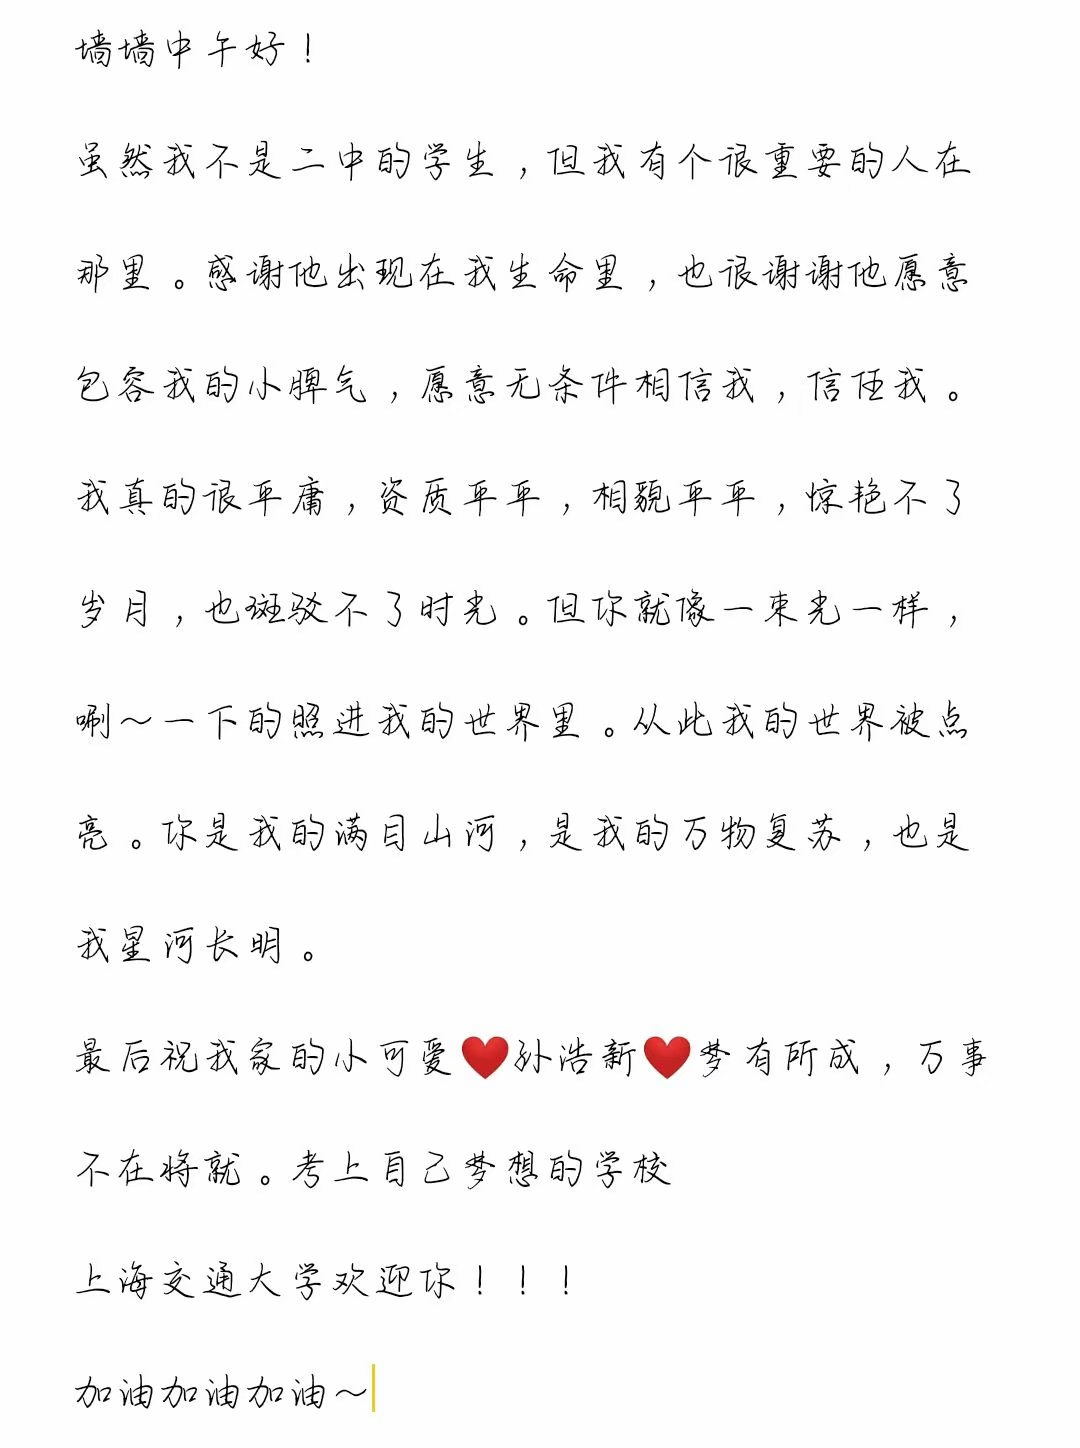 墙墙中午好！
虽然我不是二中的学生，但我有个很重要的人在
那里。感谢他出现在我生命里，也很谢谢他愿意
包容我的小脾气，愿意无条件相信我，信任我。
我真的很平庸，资质平平，相貌平平，惊艳不了
岁月，也斑驳不了时光。但你就像一束光一样，
唰～一下的照进我的世界里。从此我的世界被点
亮。你是我的满目山河，是我的万物复苏，也是
我星河长明。
最后祝我家的小可爱❤️孙浩新❤️梦有所成，万事
不在将就。考上自己梦想的学校
上海交通大学欢迎你！！！
加油加油加油～